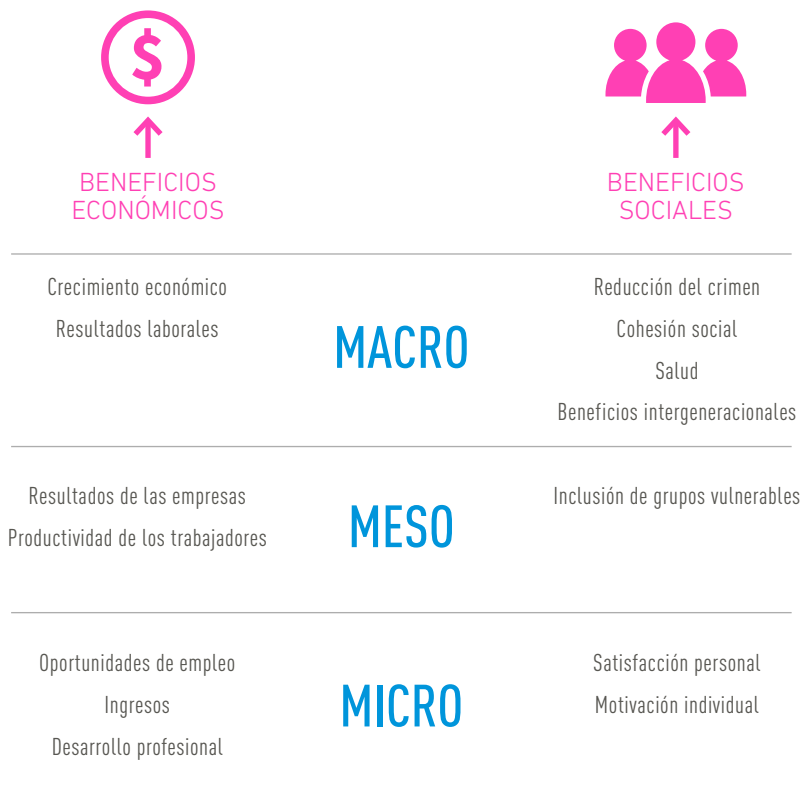 $
BENEFICIOS
ECONÓMICOS
BENEFICIOS
SOCIALES
Crecimiento económico
Resultados laborales
MACRO
Reducción del crimen
Cohesión social
Salud
Beneficios intergeneracionales
Resultados de las empresas
Productividad de los trabajadores
MESO
Inclusión de grupos vulnerables
Oportunidades de empleo
Ingresos
Desarrollo profesional
MICRO
Satisfacción personal
Motivación individual